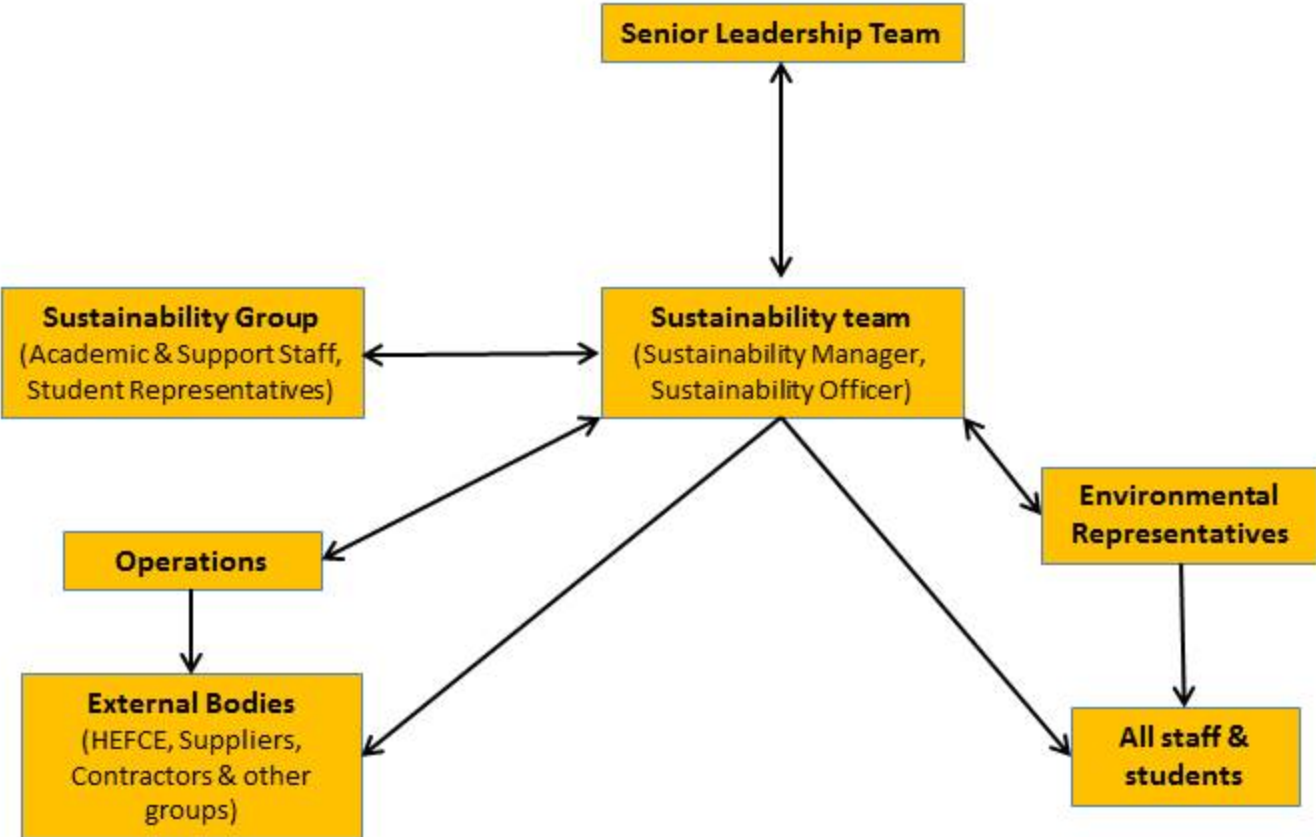 Senior Leadership Team
Sustainability Group
(Academic & Support Staff,
Student Representatives)
Sustainability team
(Sustainability Manager,
Sustainability Officer)
Environmental
Representatives
Operations
External Bodies
(HEFCE, Suppliers,
Contractors & other
groups)
All staff &
students